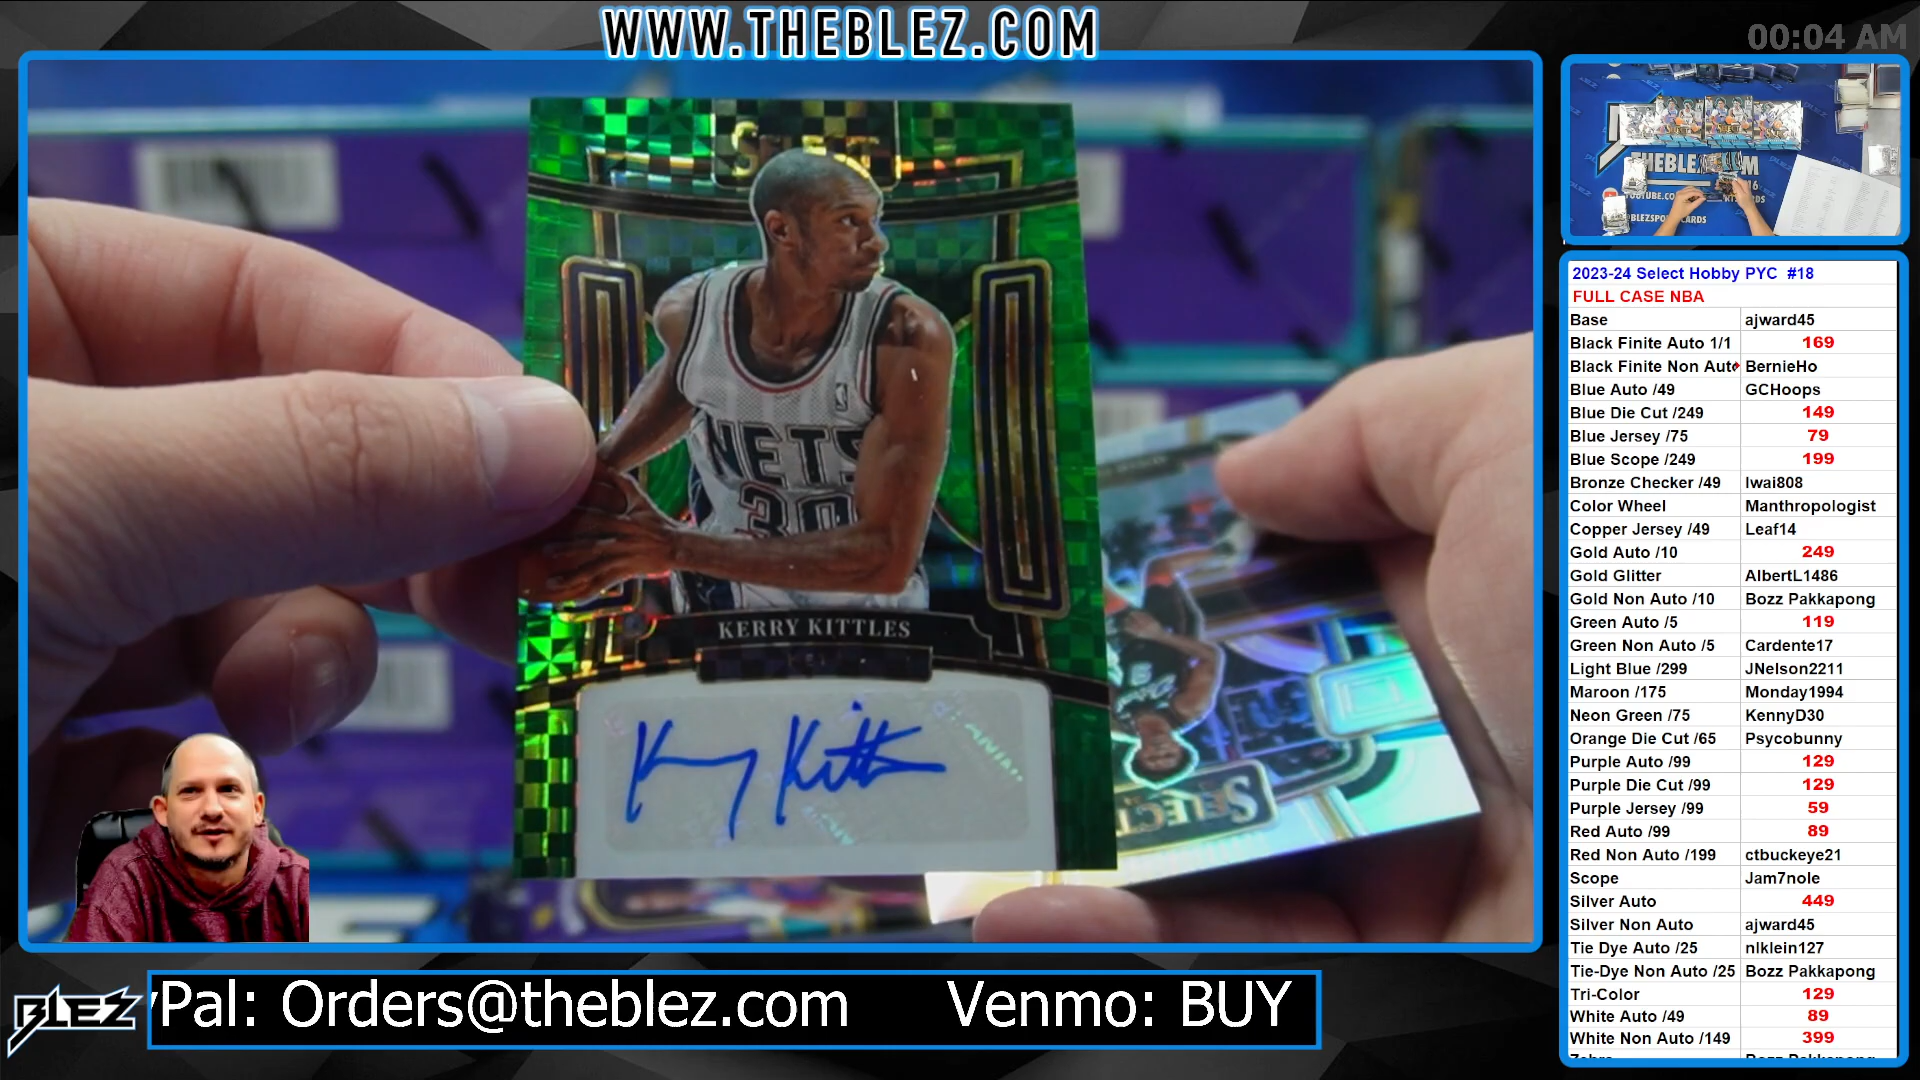 WWW.THEBLEZ.COM
00:04 AM
SELECT
NETS
30
KERRY KITTLES
Kerry Kittles
SELECT
THEBLEZ
2023-24 Select Hobby PYC #18
FULL CASE NBA
Base ajward45
Black Finite Auto 1/1 169
Black Finite Non Auto BernieHo
Blue Auto /49 GCHoops
Blue Die Cut /249 149
Blue Jersey /75 79
Blue Scope /249 199
Bronze Checker /49 Iwai808
Color Wheel Manthropologist
Copper Jersey /49 Leaf14
Gold Auto /10 249
Gold Glitter AlbertL1486
Gold Non Auto /10 Bozz Pakkapong
Green Auto /5 119
Green Non Auto /5 Cardente17
Light Blue /299 JNelson2211
Maroon /175 Monday1994
Neon Green /75 KennyD30
Orange Die Cut /65 Psycobunny
Purple Auto /99 129
Purple Die Cut /99 129
Purple Jersey /99 59
Red Auto /99 89
Red Non Auto /199 ctbuckeye21
Scope Jam7nole
Silver Auto 449
Silver Non Auto ajward45
Tie Dye Auto /25 nlklein127
Tie-Dye Non Auto /25 Bozz Pakkapong
Tri-Color 129
White Auto /49 89
White Non Auto /149 399
BLEZ
Pal: Orders@theblez.com Venmo: BUY